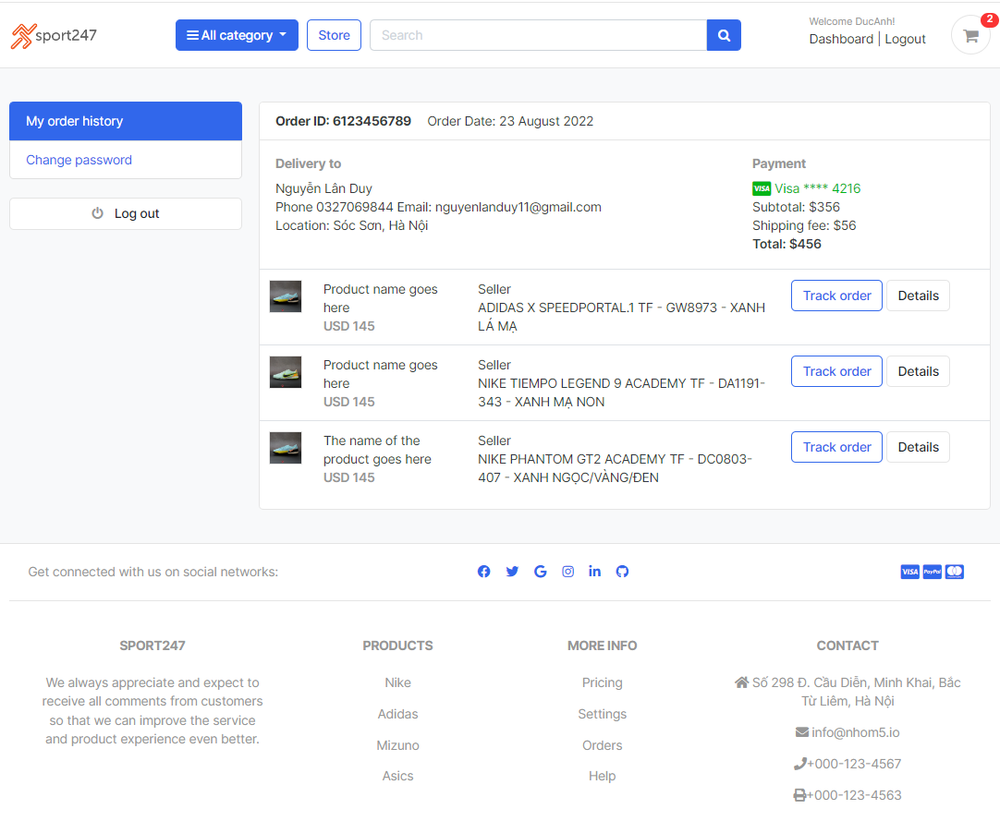 sport247
All category
Store
Search
Welcome DucAnh!
Dashboard | Logout
2
My order history
Change password
Log out
Order ID: 6123456789 Order Date: 23 August 2022
Delivery to
Nguyễn Lân Duy
Phone 0327069844 Email: nguyenlanduy11@gmail.com
Location: Sóc Sơn, Hà Nội
Payment
VISA Visa **** 4216
Subtotal: $356
Shipping fee: $56
Total: $456
Product name goes
here
USD 145
Seller
ADIDAS X SPEEDPORTAL.1 TF - GW8973 - XANH
LÁ MẠ
Track order
Details
Product name goes
here
USD 145
Seller
NIKE TIEMPO LEGEND 9 ACADEMY TF - DA1191-
343 - XANH MẠ NON
Track order
Details
The name of the
product goes here
USD 145
Seller
NIKE PHANTOM GT2 ACADEMY TF - DC0803-
407 - XANH NGỌC/VÀNG/ĐEN
Track order
Details
Get connected with us on social networks:
VISA PayPal
SPORT247
We always appreciate and expect to
receive all comments from customers
so that we can improve the service
and product experience even better.
PRODUCTS
Nike
Adidas
Mizuno
Asics
MORE INFO
Pricing
Settings
Orders
Help
CONTACT
Số 298 Đ. Cầu Diễn, Minh Khai, Bắc
Từ Liêm, Hà Nội
info@nhom5.io
+000-123-4567
+000-123-4563